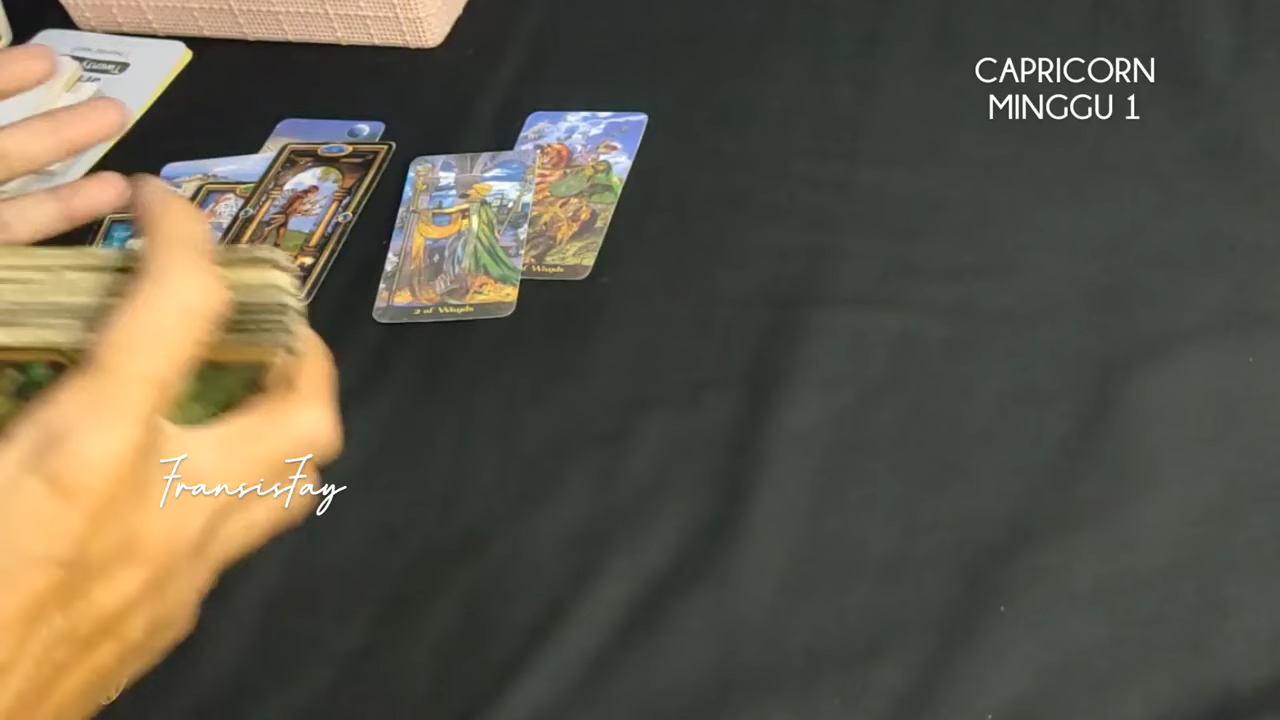 CAPRICORN
MINGGU 1
2 of Wands
f Wands
FransisFay